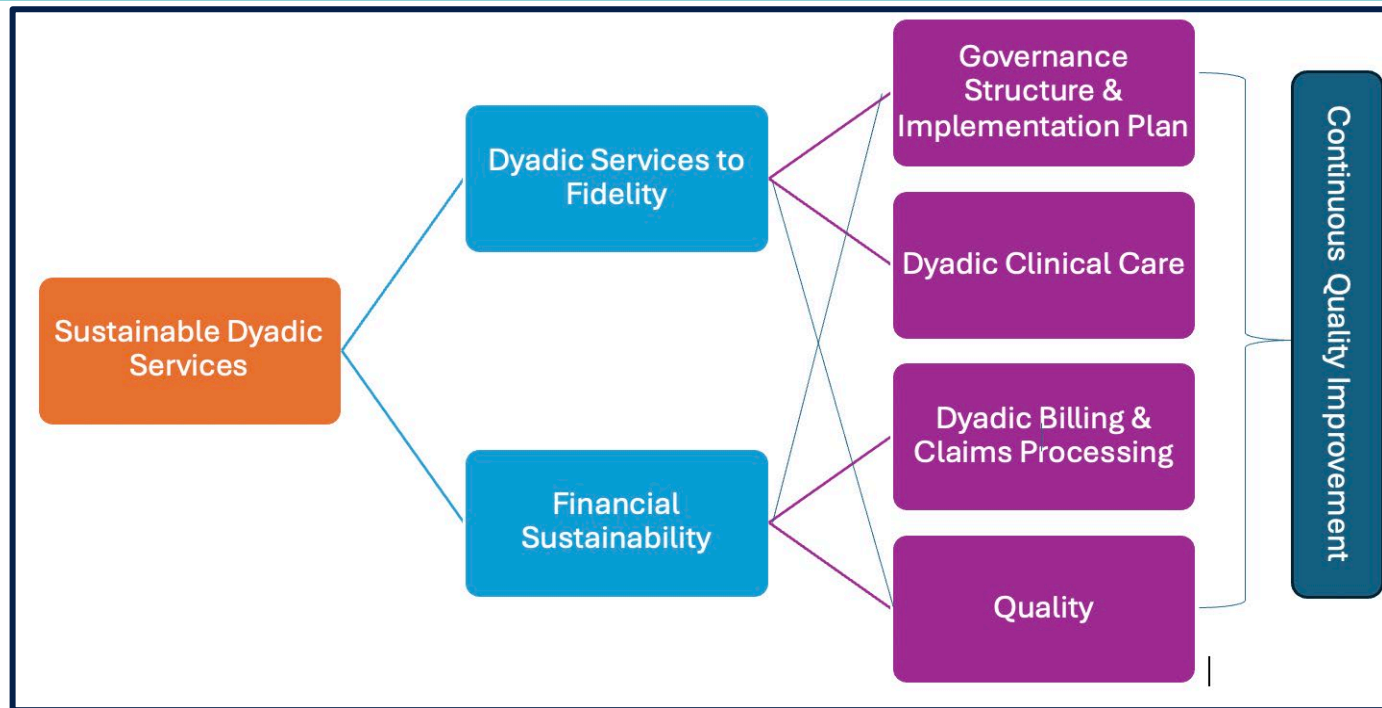 Governance
Structure &
Implementation Plan
Dyadic Services to
Fidelity
Dyadic Clinical Care
Sustainable Dyadic
Services
Dyadic Billing &
Claims Processing
Financial
Sustainability
Quality
Continuous Quality Improvement